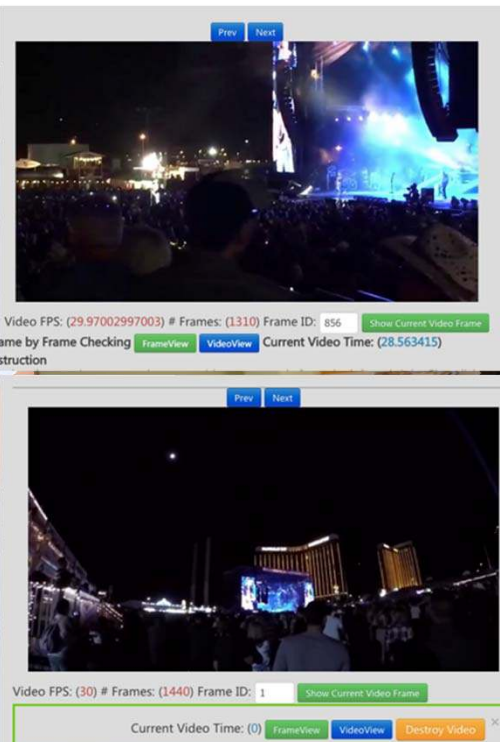 Prev Next
Video FPS: (29.97002997003) # Frames: (1310) Frame ID: 856 Show Current Video Frame
ame by Frame Checking FrameView VideoView Current Video Time: (28.563415)
struction
Prev Next
Video FPS: (30) # Frames: (1440) Frame ID: 1 Show Current Video Frame
Current Video Time: (0) FrameView VideoView Destroy Video ×